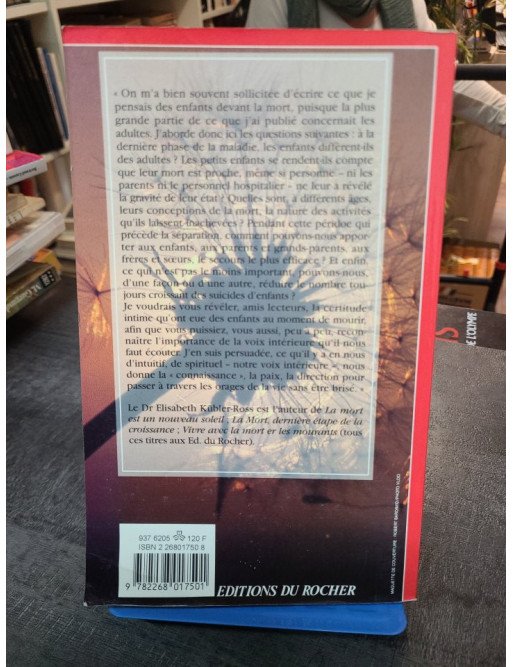 « On m'a bien souvent sollicitée d'écrire ce que je
pensais des enfants devant la mort, puisque la plus
grande partie de ce que j'ai publié concernait les
adultes. J'aborde donc ici les questions suivantes : à la
dernière phase de la maladie, les enfants diffèrent-ils
des adultes ? Les petits enfants se rendent-ils compte
que leur mort est proche, même si personne – ni les
parents ni le personnel hospitalier – ne leur a révélé
la gravité de leur état ? Quelles sont, à différents âges,
leurs conceptions de la mort, la nature des activités
qu'ils laissent inachevées ? Pendant cette période qui
précède la séparation, comment pouvons-nous appor-
ter aux enfants, aux parents et grands-parents, aux
frères et sœurs, le secours le plus efficace ? Et enfin,
ce qui n'est pas le moins important, pouvons-nous,
d'une façon ou d'une autre, réduire le nombre tou-
jours croissant des suicides d'enfants ?
Je voudrais vous révéler, amis lecteurs, la certitude
intime qu'ont eue des enfants au moment de mourir,
afin que vous puissiez, vous aussi, peu à peu, recon-
naître l'importance de la voix intérieure qu'il nous
faut écouter. J'en suis persuadée, ce qu'il y a en nous
d'intuitif, de spirituel – notre voix intérieure –, nous
donne la « connaissance », la paix, la direction pour
passer à travers les orages de la vie sans être brisé. »
Le Dr Elisabeth Kübler-Ross est l'auteur de La mort
est un nouveau soleil ; La Mort, dernière étape de la
croissance ; Vivre avec la mort er les mourants (tous
ces titres aux Ed. du Rocher).
937 6205 120 F
ISBN 2 26801750 8
9 782268 017501
EDITIONS DU ROCHER
S
DE L'OLYMPE